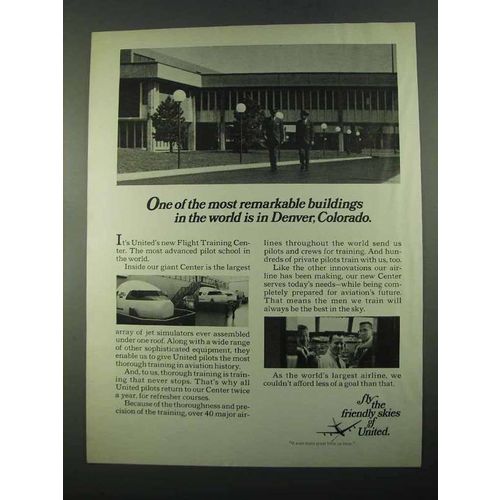 One of the most remarkable buildings
in the world is in Denver, Colorado.
It's United's new Flight Training Cen-
ter. The most advanced pilot school in
the world.
Inside our giant Center is the largest
array of jet simulators ever assembled
under one roof. Along with a wide range
of other sophisticated equipment, they
enable us to give United pilots the most
thorough training in aviation history.
And, to us, thorough training is train-
ing that never stops. That's why all
United pilots return to our Center twice
a year, for refresher courses.
Because of the thoroughness and pre-
cision of the training, over 40 major air-
lines throughout the world send us
pilots and crews for training. And hun-
dreds of private pilots train with us, too.
Like the other innovations our air-
line has been making, our new Center
serves today's needs—while being com-
pletely prepared for aviation's future.
That means the men we train will
always be the best in the sky.
As the world's largest airline, we
couldn't afford less of a goal than that.
fly
the
friendly skies
of
United.